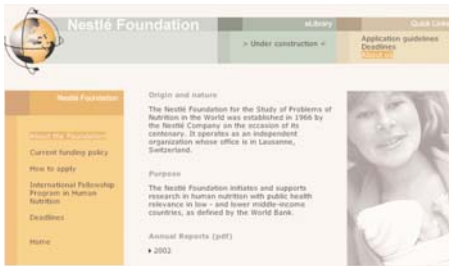 Nestlé Foundation
eLibrary
Quick Links
> Under construction <
Application guidelines
Deadlines
About us
Nestlé Foundation
About the Foundation
Current funding policy
How to apply
International Fellowship
Program in Human
Nutrition
Deadlines
Home
Origin and nature
The Nestlé Foundation for the Study of Problems of
Nutrition in the World was established in 1966 by
the Nestlé Company on the occasion of its
centenary. It operates as an independent
organization whose office is in Lausanne,
Switzerland.
Purpose
The Nestlé Foundation initiates and supports
research in human nutrition with public health
relevance in low - and lower middle-income
countries, as defined by the World Bank.
Annual Reports (pdf)
2002